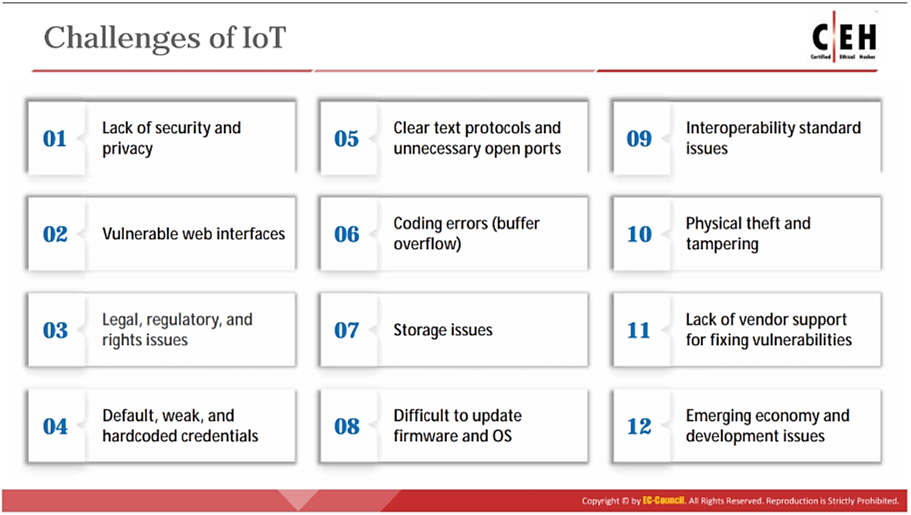 Challenges of IoT
C|EH
Certified Ethical Hacker
01
Lack of security and
privacy
02
Vulnerable web interfaces
03
Legal, regulatory, and
rights issues
04
Default, weak, and
hardcoded credentials
05
Clear text protocols and
unnecessary open ports
06
Coding errors (buffer
overflow)
07
Storage issues
08
Difficult to update
firmware and OS
09
Interoperability standard
issues
10
Physical theft and
tampering
11
Lack of vendor support
for fixing vulnerabilities
12
Emerging economy and
development issues
Copyright © by EC-Council. All Rights Reserved. Reproduction is Strictly Prohibited.